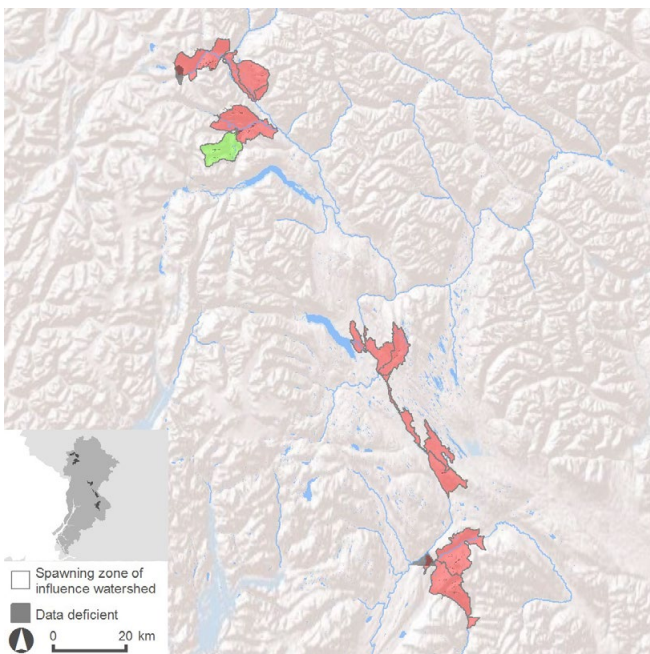 Spawning zone of
influence watershed
Data deficient
0 20 km